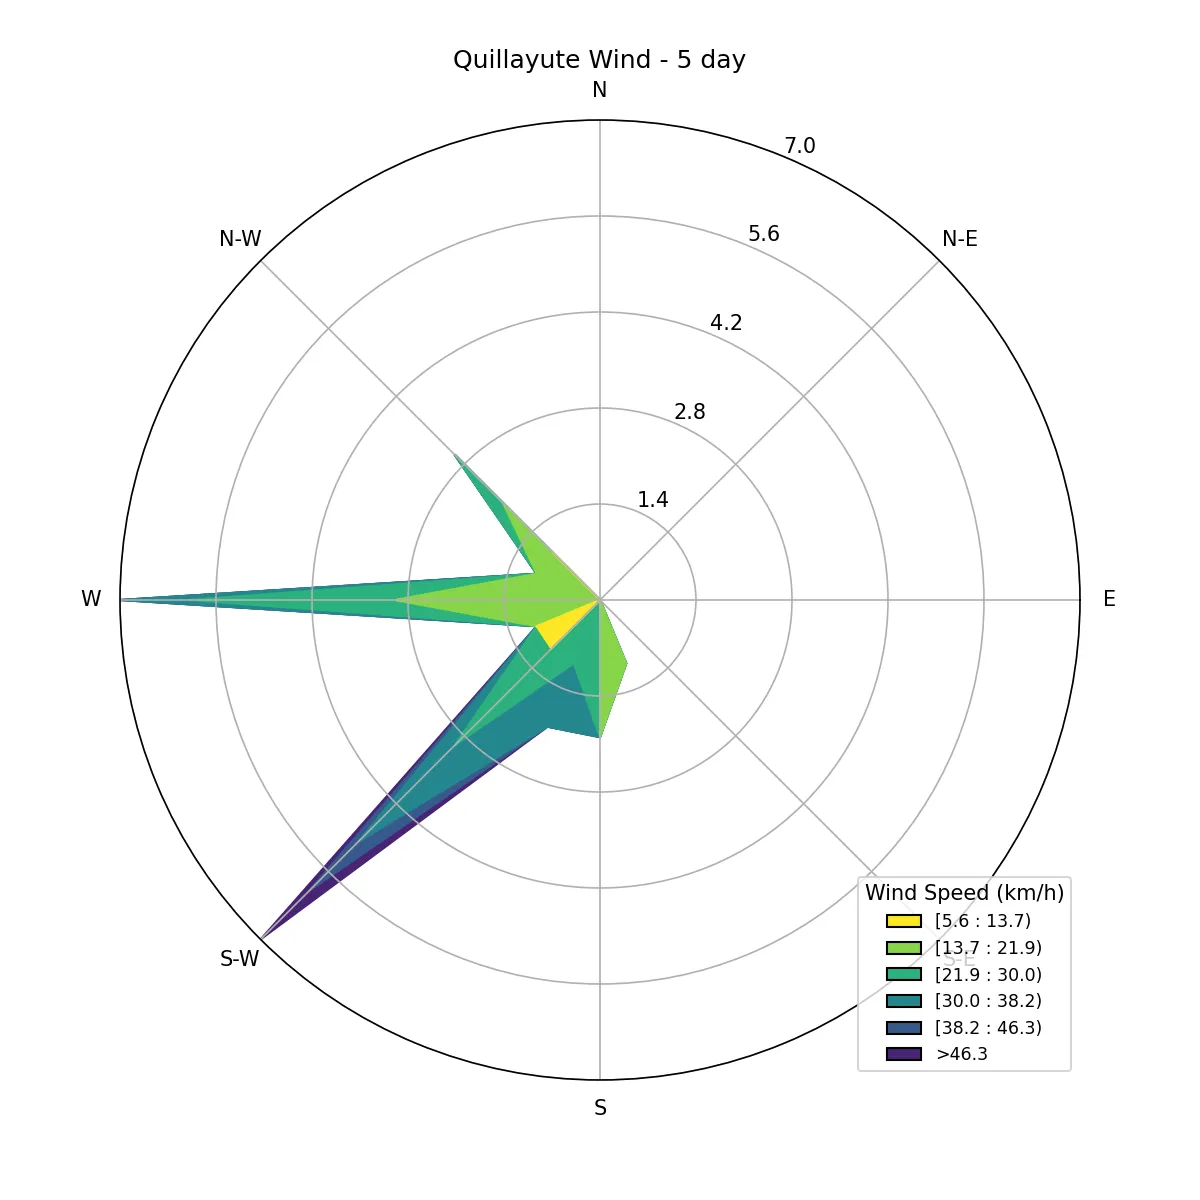 Quillayute Wind - 5 day
N
7.0
5.6
N-W
N-E
4.2
2.8
1.4
W
E
Wind Speed (km/h)
[5.6 : 13.7)
[13.7 : 21.9)
S-W
S-E
[21.9 : 30.0)
[30.0 : 38.2)
[38.2 : 46.3)
>46.3
S